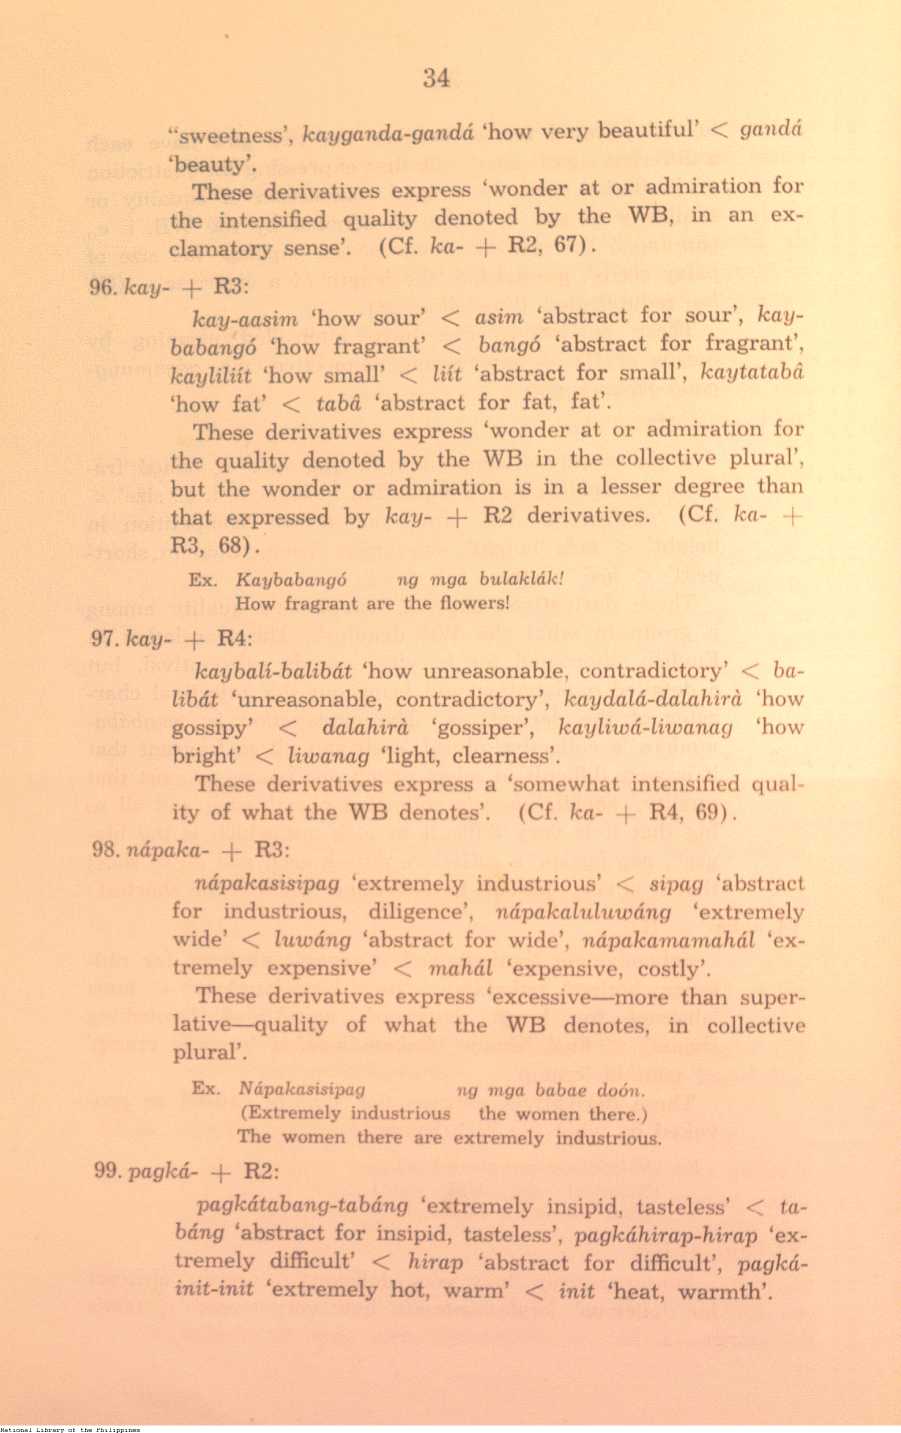 34
“sweetness’, kayganda-gandá ‘how very beautiful’ < gandá
‘beauty’.
These derivatives express ‘wonder at or admiration for
the intensified quality denoted by the WB, in an ex-
clamatory sense’. (Cf. ka- + R2, 67).
96. kay- + R3:
kay-aasim ‘how sour’ < asim ‘abstract for sour’, kay-
babangó ‘how fragrant’ < bangó ‘abstract for fragrant’,
kayliliít ‘how small’ < liít ‘abstract for small’, kaytatabâ
‘how fat’ < tabâ ‘abstract for fat, fat’.
These derivatives express ‘wonder at or admiration for
the quality denoted by the WB in the collective plural’,
but the wonder or admiration is in a lesser degree than
that expressed by kay- + R2 derivatives. (Cf. ka- +
R3, 68).
Ex. Kaybabangó ng mga bulaklák!
How fragrant are the flowers!
97. kay- + R4:
kaybalí-balibát ‘how unreasonable, contradictory’ < ba-
libát ‘unreasonable, contradictory’, kaydalá-dalahirà ‘how
gossipy’ < dalahirà ‘gossiper’, kayliwá-liwanag ‘how
bright’ < liwanag ‘light, clearness’.
These derivatives express a ‘somewhat intensified qual-
ity of what the WB denotes’. (Cf. ka- + R4, 69).
98. nápaka- + R3:
nápakasisipag ‘extremely industrious’ < sipag ‘abstract
for industrious, diligence’, nápakaluluwáng ‘extremely
wide’ < luwáng ‘abstract for wide’, nápakamamahál ‘ex-
tremely expensive’ < mahál ‘expensive, costly’.
These derivatives express ‘excessive—more than super-
lative—quality of what the WB denotes, in collective
plural’.
Ex. Nápakasisipag ng mga babae doón.
(Extremely industrious the women there.)
The women there are extremely industrious.
99. pagká- + R2:
pagkátabang-tabáng ‘extremely insipid, tasteless’ < ta-
báng ‘abstract for insipid, tasteless’, pagkáhirap-hirap ‘ex-
tremely difficult’ < hirap ‘abstract for difficult’, pagká-
init-init ‘extremely hot, warm’ < init ‘heat, warmth’.
National Library of the Philippines